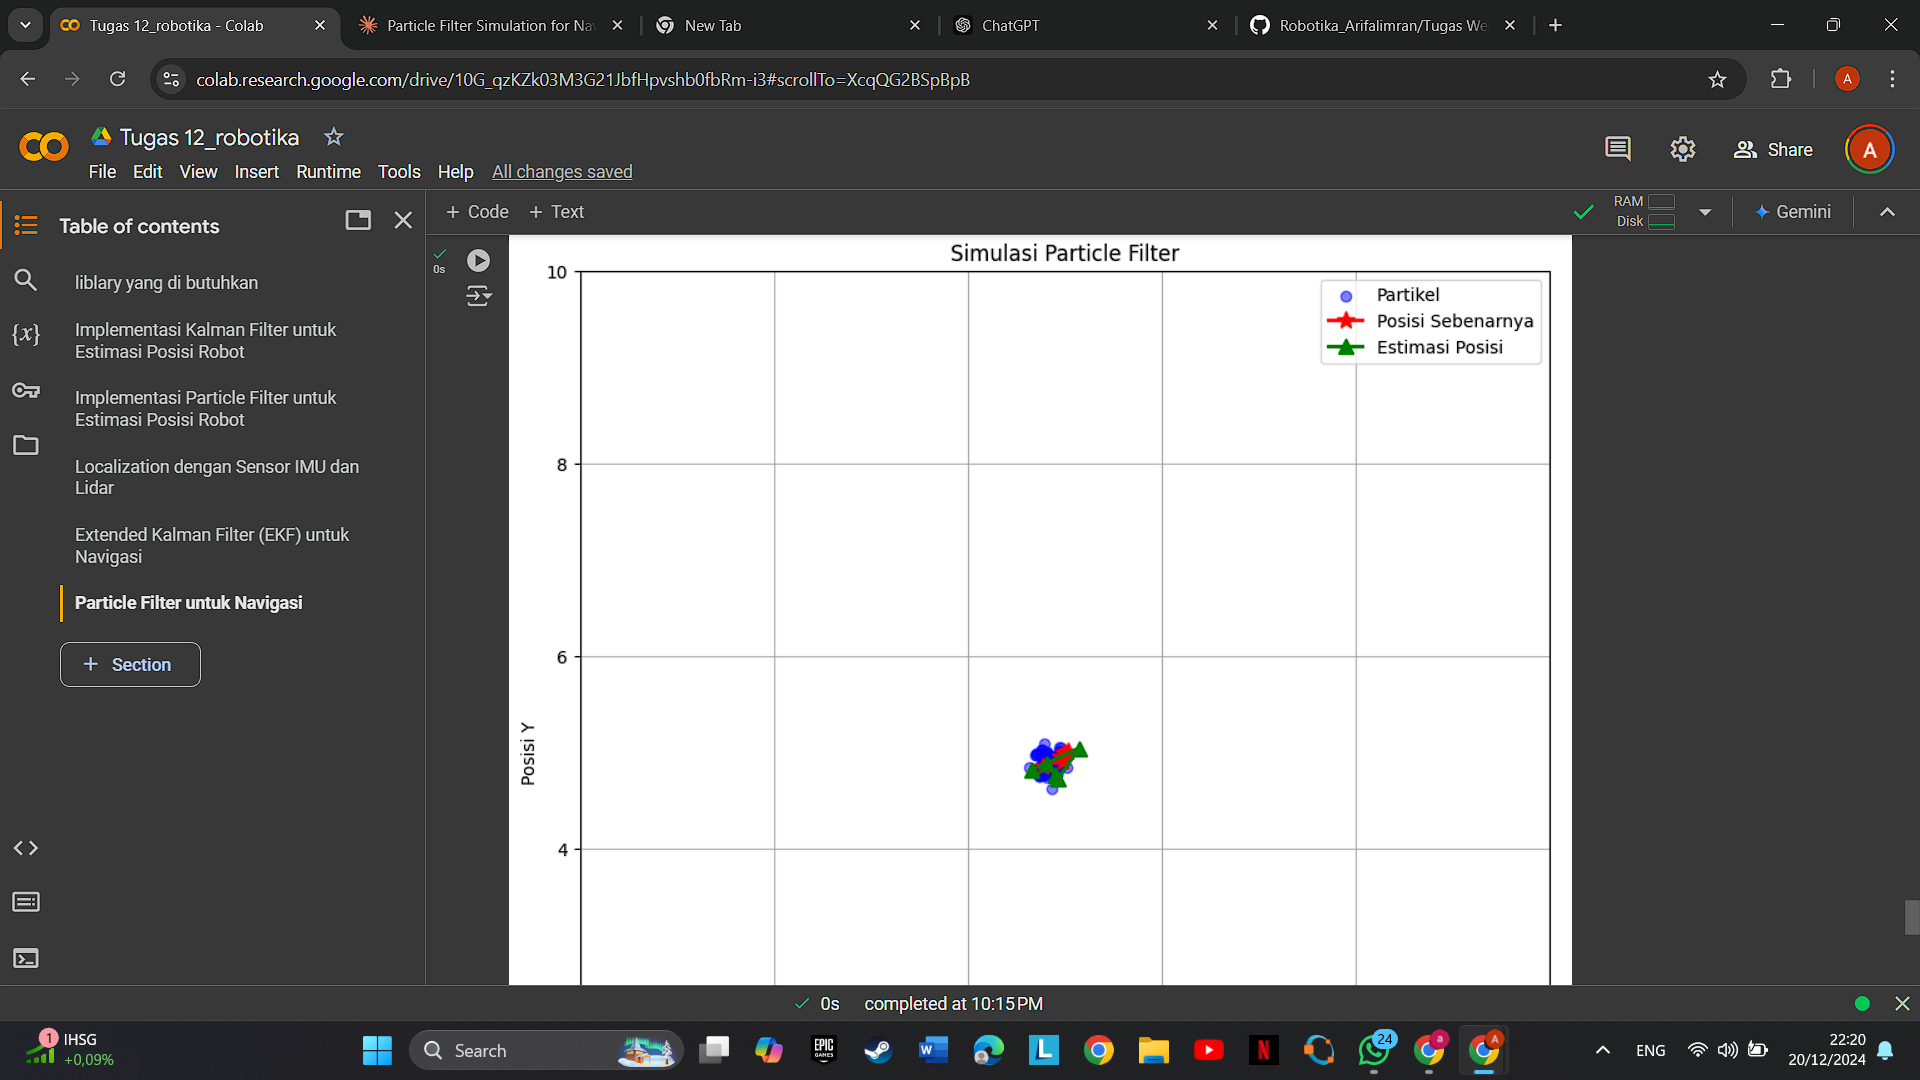 Tugas 12_robotika - Colab
Particle Filter Simulation for Na
New Tab
ChatGPT
Robotika_Arifalimran/Tugas We
colab.research.google.com/drive/10G_qzKZk03M3G21JbfHpvshb0fbRm-i3#scrollTo=XcqQG2BSpBpB
A
Tugas 12_robotika
File Edit View Insert Runtime Tools Help All changes saved
Share
A
Table of contents
+ Code + Text
RAM
Disk
Gemini
liblary yang di butuhkan
Implementasi Kalman Filter untuk
Estimasi Posisi Robot
Implementasi Particle Filter untuk
Estimasi Posisi Robot
Localization dengan Sensor IMU dan
Lidar
Extended Kalman Filter (EKF) untuk
Navigasi
Particle Filter untuk Navigasi
+ Section
{x}
0s
Simulasi Particle Filter
Partikel
Posisi Sebenarnya
Estimasi Posisi
10
8
6
4
Posisi Y
0s completed at 10:15 PM
1
IHSG
+0,09%
Search
EPIC
GAMES
L
N
24
a
A
ENG
22:20
20/12/2024